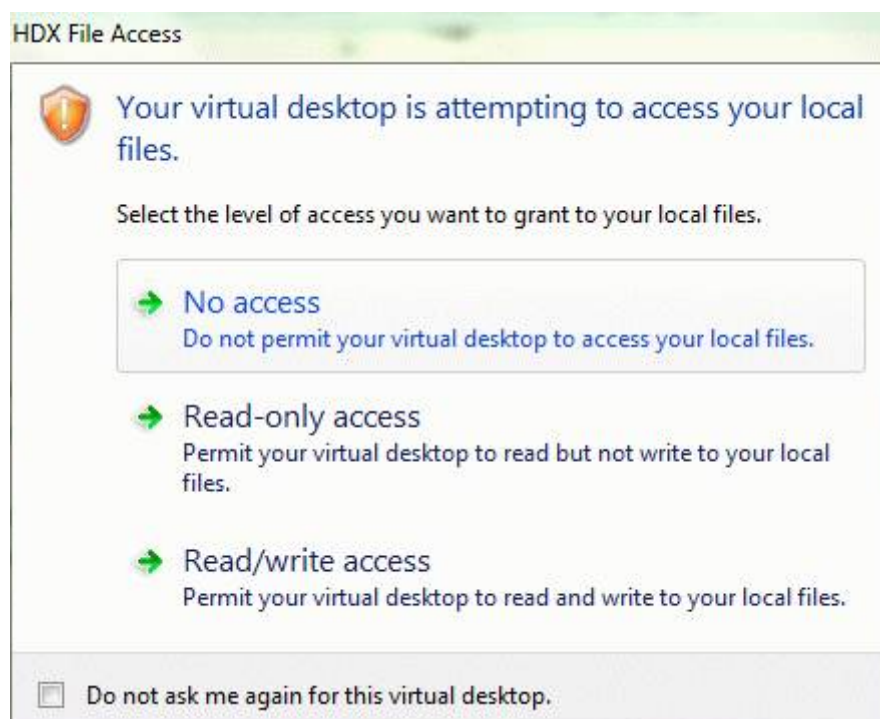 HDX File Access
Your virtual desktop is attempting to access your local
files.
Select the level of access you want to grant to your local files.
No access
Do not permit your virtual desktop to access your local files.
Read-only access
Permit your virtual desktop to read but not write to your local
files.
Read/write access
Permit your virtual desktop to read and write to your local files.
Do not ask me again for this virtual desktop.